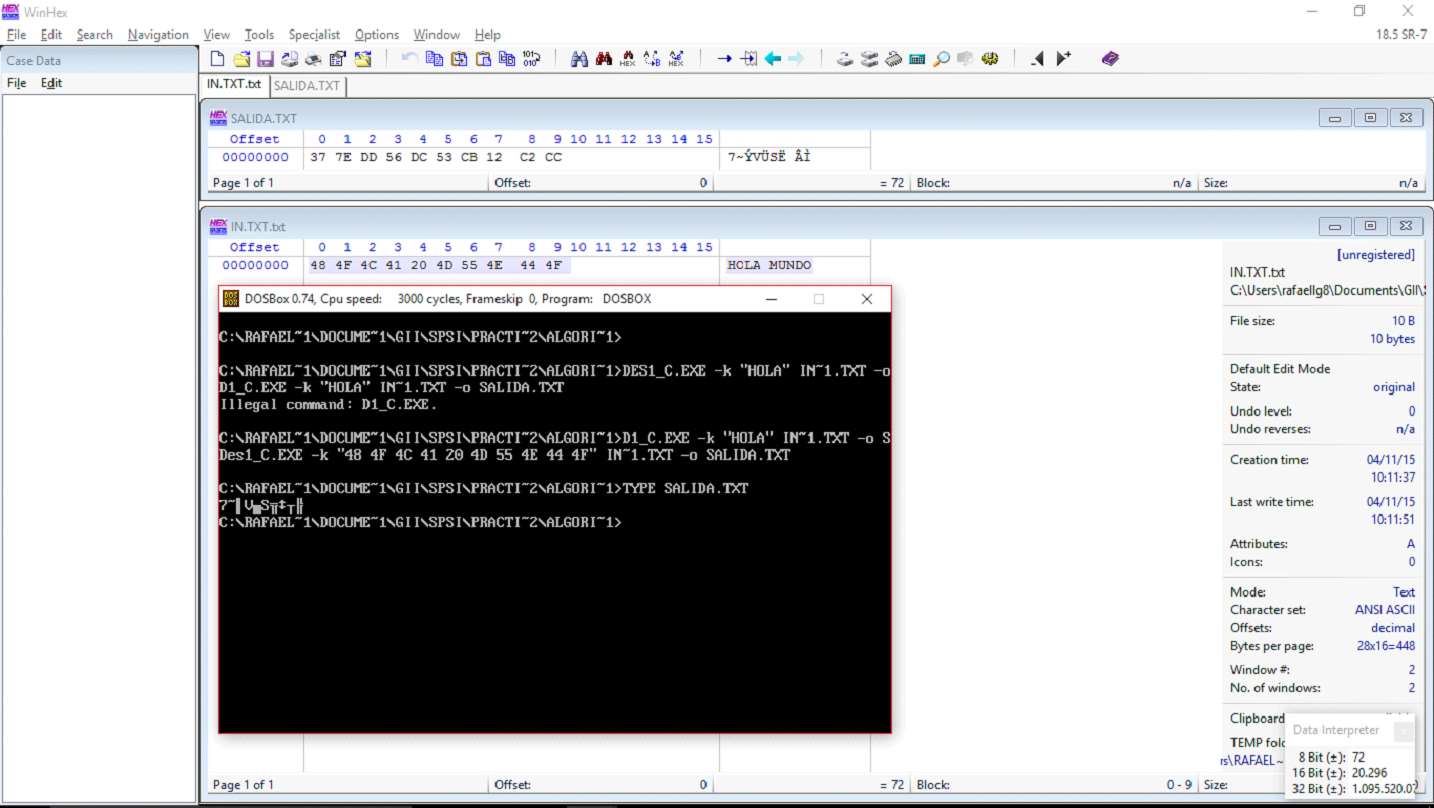 WinHex
File Edit Search Navigation View Tools Specialist Options Window Help 18.5 SR-7
Case Data
File Edit
IN.TXT.txt SALIDA.TXT
SALIDA.TXT
Offset 0 1 2 3 4 5 6 7 8 9 10 11 12 13 14 15
00000000 37 7E DD 56 DC 53 CB 12 C2 CC 7~ÝVÜSË ÂÌ
Page 1 of 1 Offset: 0 = 72 Block: n/a Size: n/a
IN.TXT.txt
Offset 0 1 2 3 4 5 6 7 8 9 10 11 12 13 14 15
00000000 48 4F 4C 41 20 4D 55 4E 44 4F HOLA MUNDO
[unregistered]
IN.TXT.txt
C:\Users\rafaellg8\Documents\GII\
File size: 10 B
10 bytes
Default Edit Mode
State: original
Undo level: 0
Undo reverses: n/a
Creation time: 04/11/15
10:11:37
Last write time: 04/11/15
10:11:51
Attributes: A
Icons: 0
Mode: Text
Character set: ANSI ASCII
Offsets: decimal
Bytes per page: 28x16=448
Window #: 2
No. of windows: 2
Clipboard
TEMP fold
rs\RAFAEL~
DOSBox 0.74, Cpu speed: 3000 cycles, Frameskip 0, Program: DOSBOX
C:\RAFAEL~1\DOCUME~1\GII\SPSI\PRACTI~2\ALGORI~1>
C:\RAFAEL~1\DOCUME~1\GII\SPSI\PRACTI~2\ALGORI~1>DES1_C.EXE -k "HOLA" IN~1.TXT -o
D1_C.EXE -k "HOLA" IN~1.TXT -o SALIDA.TXT
Illegal command: D1_C.EXE.
C:\RAFAEL~1\DOCUME~1\GII\SPSI\PRACTI~2\ALGORI~1>D1_C.EXE -k "HOLA" IN~1.TXT -o S
Des1_C.EXE -k "48 4F 4C 41 20 4D 55 4E 44 4F" IN~1.TXT -o SALIDA.TXT
C:\RAFAEL~1\DOCUME~1\GII\SPSI\PRACTI~2\ALGORI~1>TYPE SALIDA.TXT
7~▌V▄S╦↕┬╠
C:\RAFAEL~1\DOCUME~1\GII\SPSI\PRACTI~2\ALGORI~1>
Data Interpreter
8 Bit (±): 72
16 Bit (±): 20.296
32 Bit (±): 1.095.520.0
Page 1 of 1 Offset: 0 = 72 Block: 0 - 9 Size: